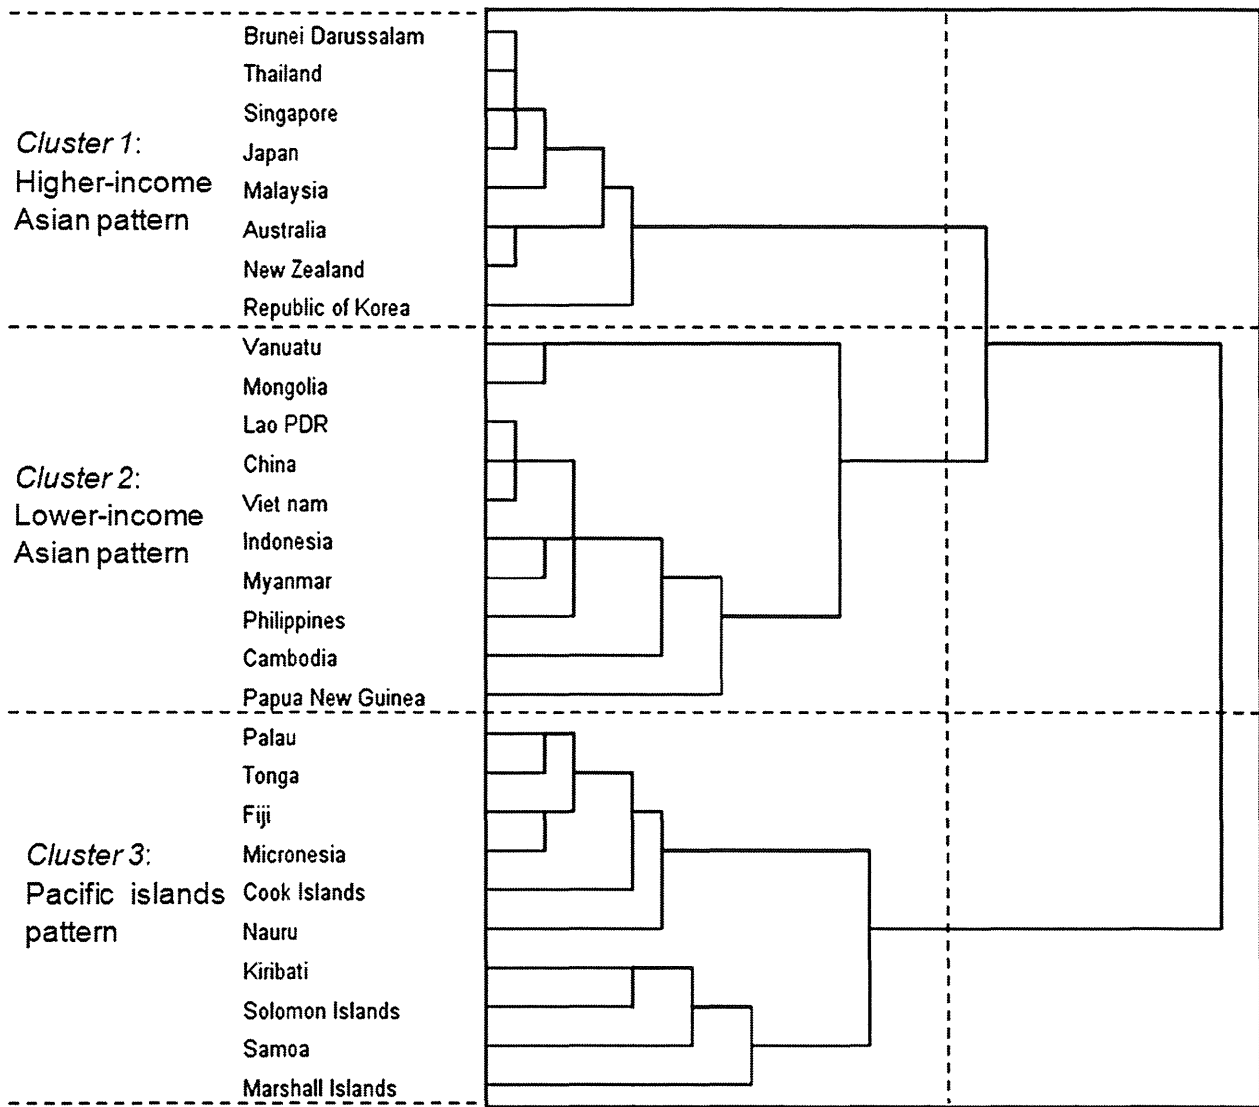 Brunei Darussalam
Thailand
Singapore
Cluster 1:
Japan
Higher-income
Malaysia
Asian pattern
Australia
New Zealand
Republic of Korea
Vanuatu
Mongolia
Lao PDR
China
Cluster 2:
Viet nam
Lower-income
Indonesia
Asian pattern
Myanmar
Philippines
Cambodia
Papua New Guinea
Palau
Tonga
Fiji
Cluster 3:
Micronesia
Pacific islands
Cook Islands
pattern
Nauru
Kiribati
Solomon Islands
Samoa
Marshall Islands